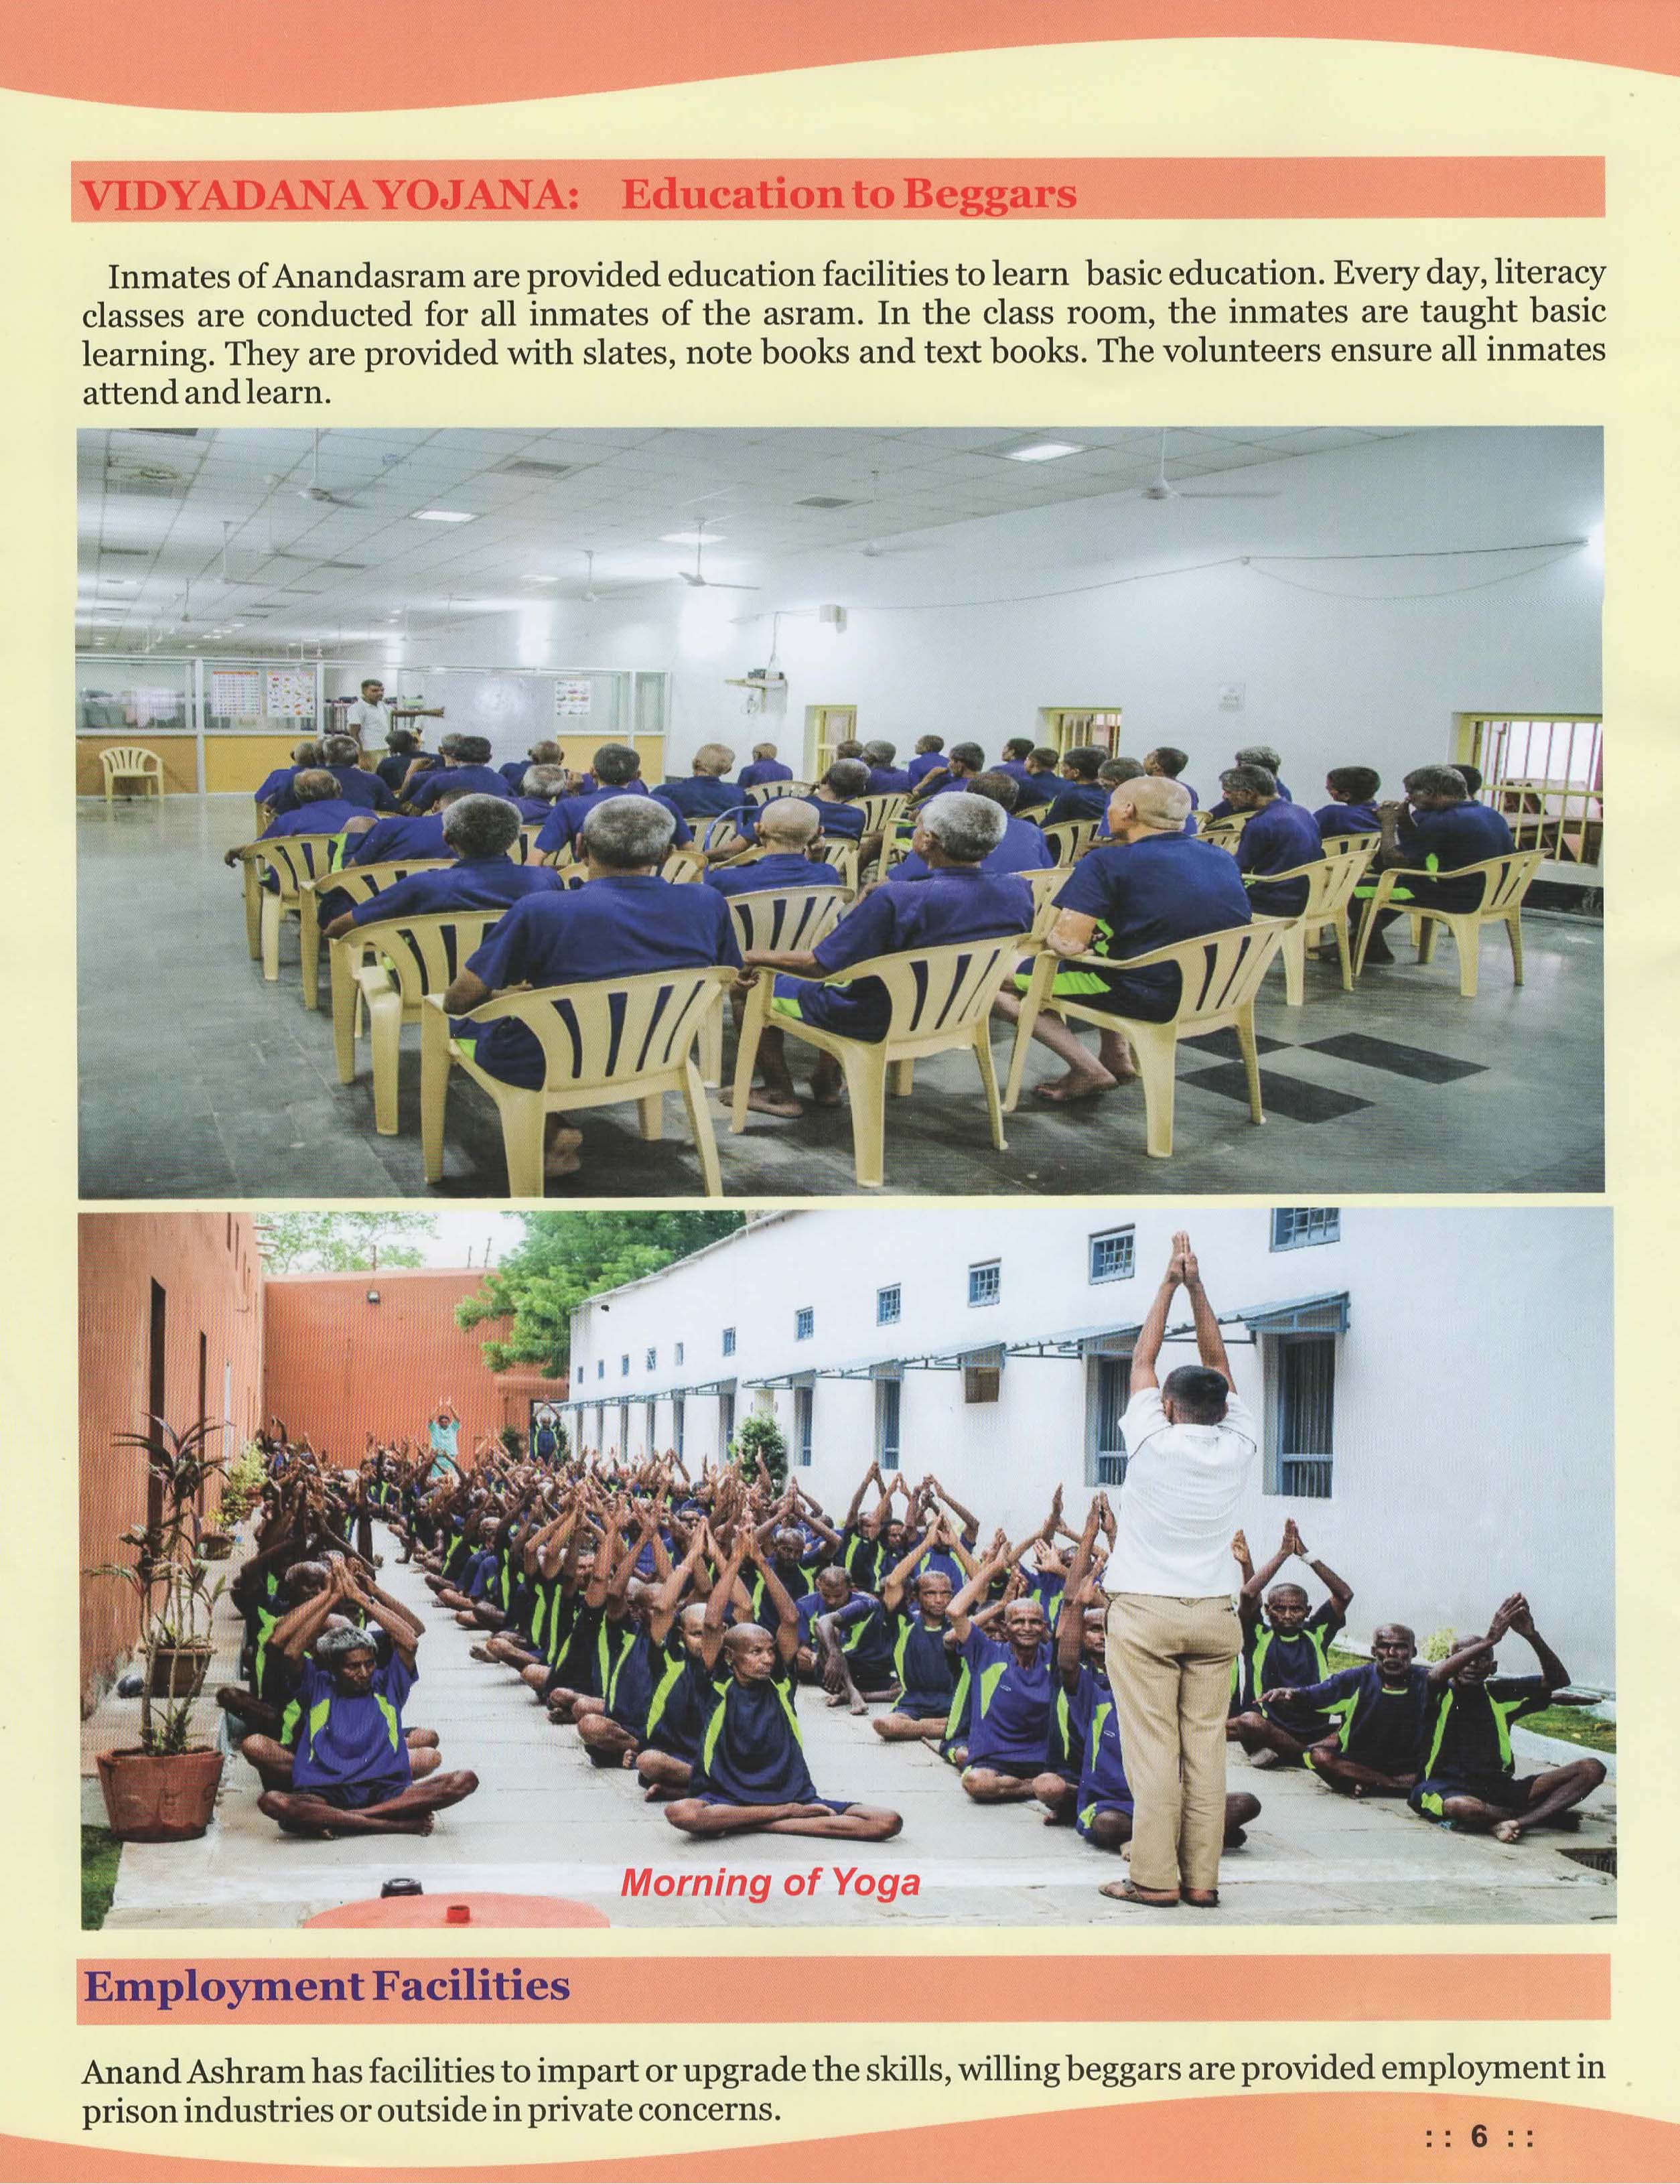 VIDYADANA YOJANA: Education to Beggars
Inmates of Anandasram are provided education facilities to learn basic education. Every day, literacy
classes are conducted for all inmates of the asram. In the class room, the inmates are taught basic
learning. They are provided with slates, note books and text books. The volunteers ensure all inmates
attend and learn.
Morning of Yoga
Employment Facilities
Anand Ashram has facilities to impart or upgrade the skills, willing beggars are provided employment in
prison industries or outside in private concerns.
:: 6 ::